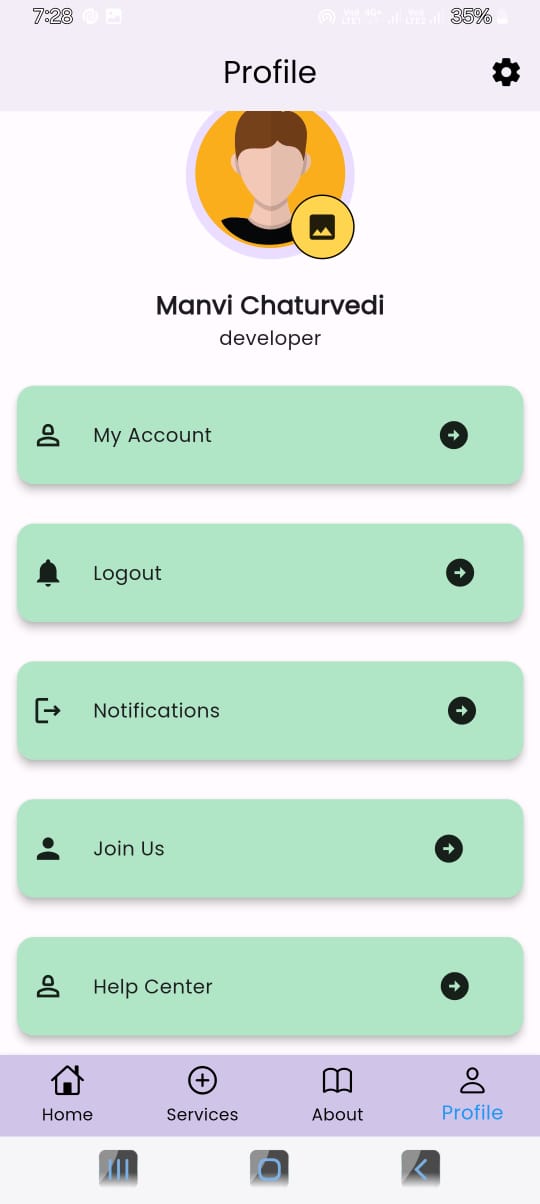 7:28
35%
Profile
Manvi Chaturvedi
developer
My Account
Logout
Notifications
Join Us
Help Center
Home Services About Profile